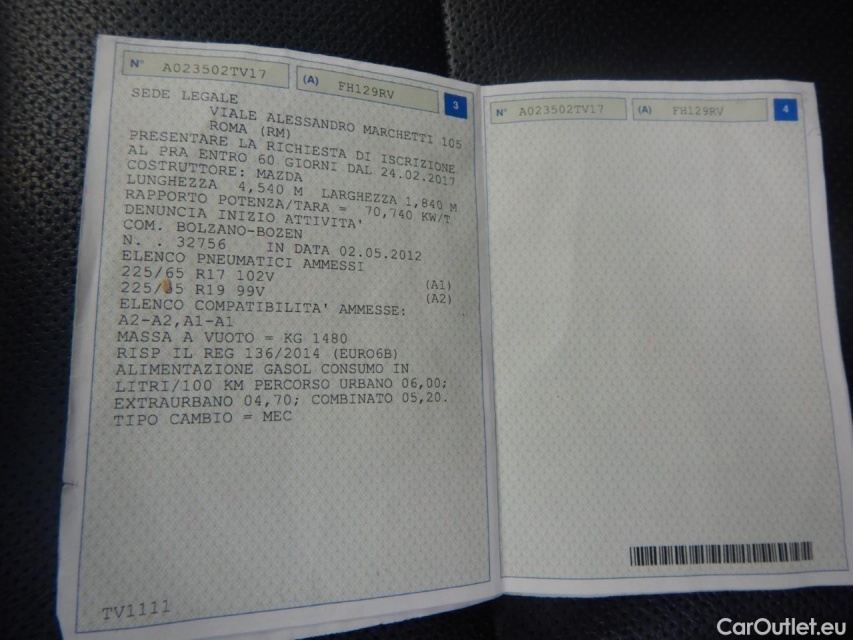 N° A023502TV17 (A) FH129RV 3
SEDE LEGALE
VIALE ALESSANDRO MARCHETTI 105
ROMA (RM)
PRESENTARE LA RICHIESTA DI ISCRIZIONE
AL PRA ENTRO 60 GIORNI DAL 24.02.2017
COSTRUTTORE: MAZDA
LUNGHEZZA 4,540 M LARGHEZZA 1,840 M
RAPPORTO POTENZA/TARA = 70,740 KW/T
DENUNCIA INIZIO ATTIVITA'
COM. BOLZANO-BOZEN
N. . 32756 IN DATA 02.05.2012
ELENCO PNEUMATICI AMMESSI
225/65 R17 102V (A1)
R19 99V (A2)
ELENCO COMPATIBILITA' AMMESSE:
A2-A2,A1-A1
MASSA A VUOTO = KG 1480
RISP IL REG 136/2014 (EURO6B)
ALIMENTAZIONE GASOL CONSUMO IN
LITRI/100 KM PERCORSO URBANO 06,00;
EXTRAURBANO 04,70; COMBINATO 05,20.
TIPO CAMBIO = MEC
TV1111
N° A023502TV17 (A) FH129RV 4
CarOutlet.eu